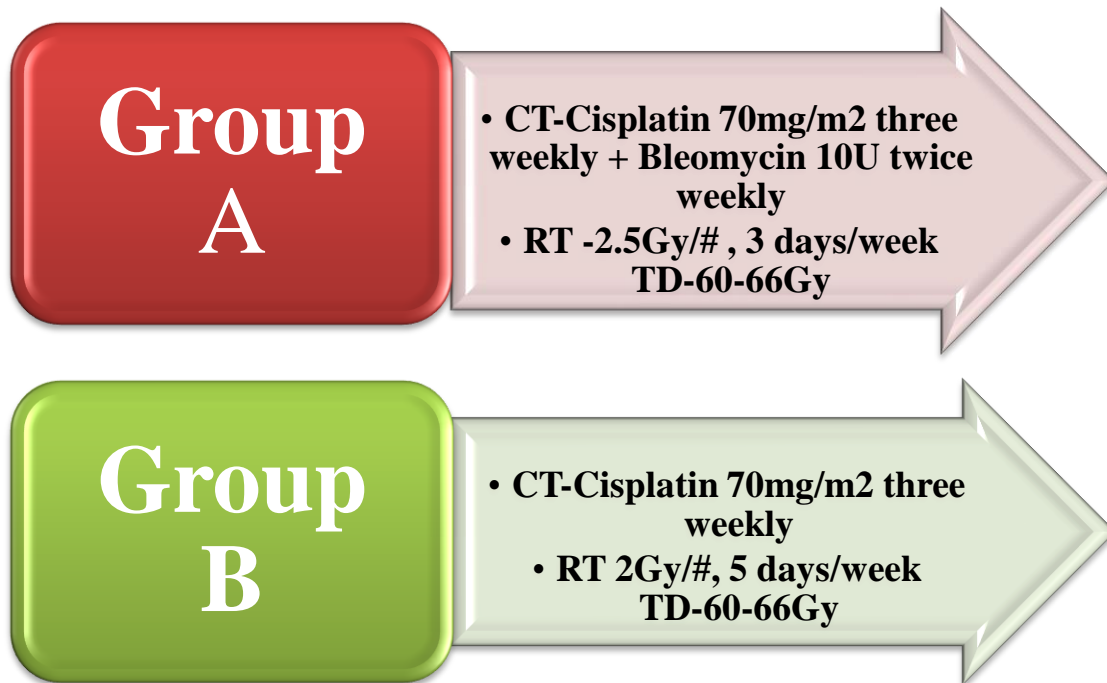 Group
A
• CT-Cisplatin 70mg/m2 three
weekly + Bleomycin 10U twice
weekly
• RT -2.5Gy/# , 3 days/week
TD-60-66Gy
Group
B
• CT-Cisplatin 70mg/m2 three
weekly
• RT 2Gy/#, 5 days/week
TD-60-66Gy